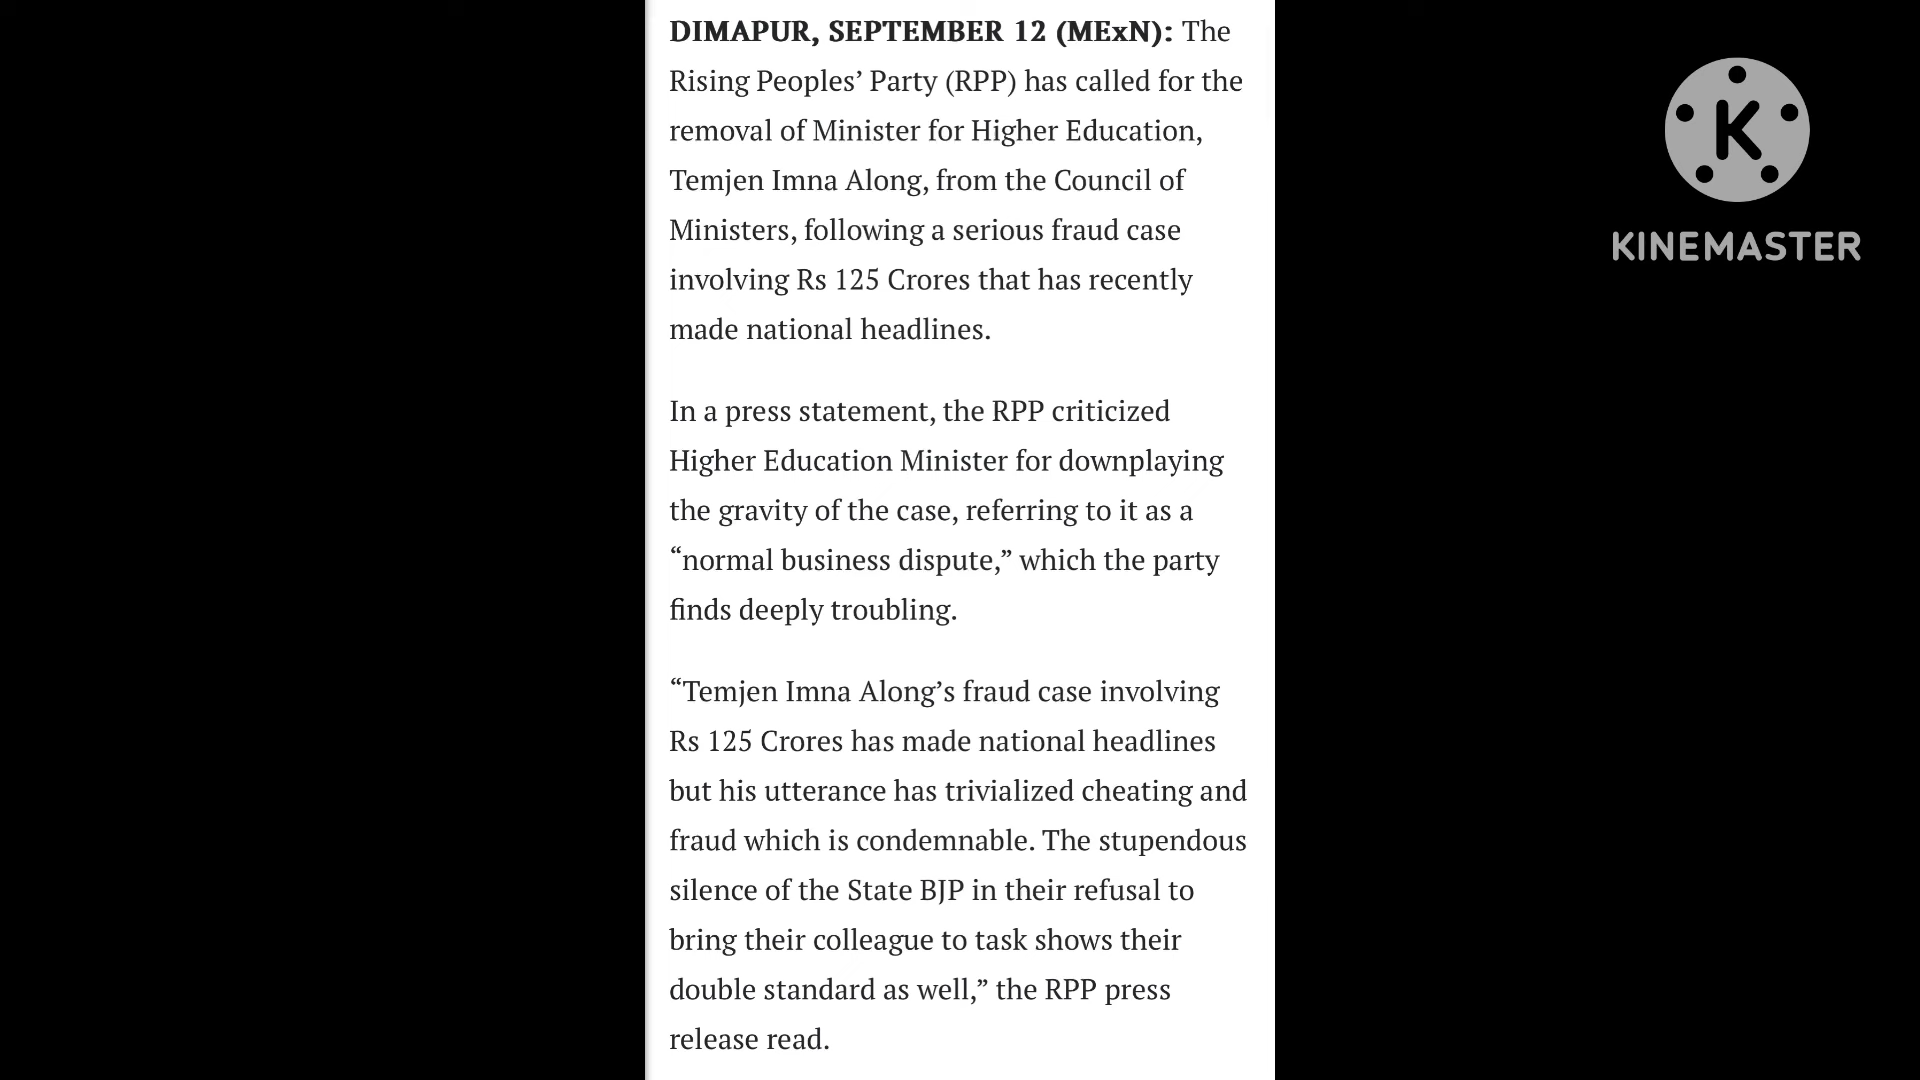 DIMAPUR, SEPTEMBER 12 (MExN): The
Rising Peoples’ Party (RPP) has called for the
removal of Minister for Higher Education,
Temjen Imna Along, from the Council of
Ministers, following a serious fraud case
involving Rs 125 Crores that has recently
made national headlines.
In a press statement, the RPP criticized
Higher Education Minister for downplaying
the gravity of the case, referring to it as a
“normal business dispute,” which the party
finds deeply troubling.
“Temjen Imna Along’s fraud case involving
Rs 125 Crores has made national headlines
but his utterance has trivialized cheating and
fraud which is condemnable. The stupendous
silence of the State BJP in their refusal to
bring their colleague to task shows their
double standard as well,” the RPP press
release read.
K
KINEMASTER